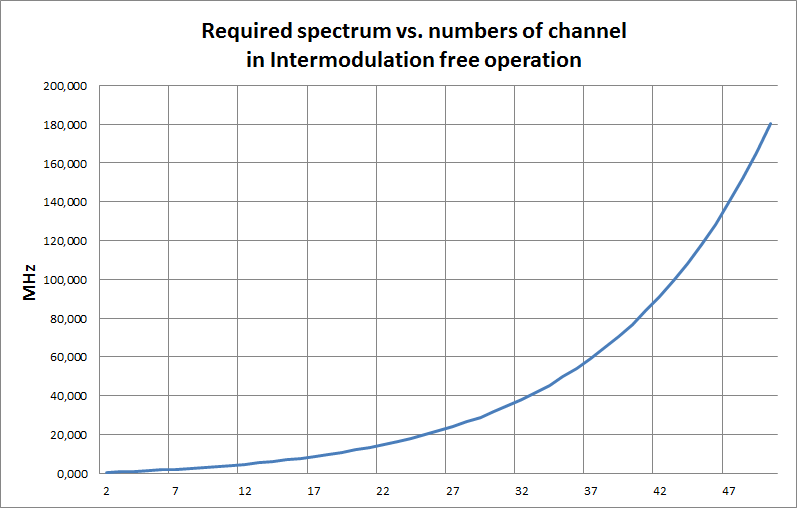 Required spectrum vs. numbers of channel
in Intermodulation free operation
200,000
180,000
160,000
140,000
120,000
100,000
80,000
60,000
40,000
20,000
0,000
MHz
2 7 12 17 22 27 32 37 42 47